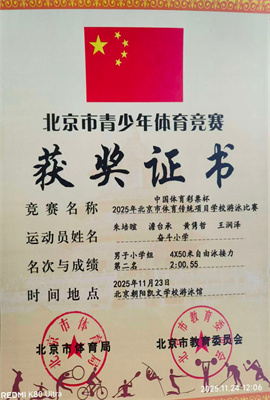 北京市青少年体育竞赛
获奖证书
中国体育彩票杯
竞赛名称 2025年北京市体育传统项目学校游泳比赛
运动员姓名 朱培暄 潘台承 黄隽哲 王润泽
奋斗小学
名次与成绩 男子小学组 4X50米自由泳接力
第二名 2:00.55
时间地点 2025年11月23日
北京朝阳凯文学校游泳馆
北京市体育局 北京市教育委员会
REDMI K80 Ultra 2025.11.24 12:06